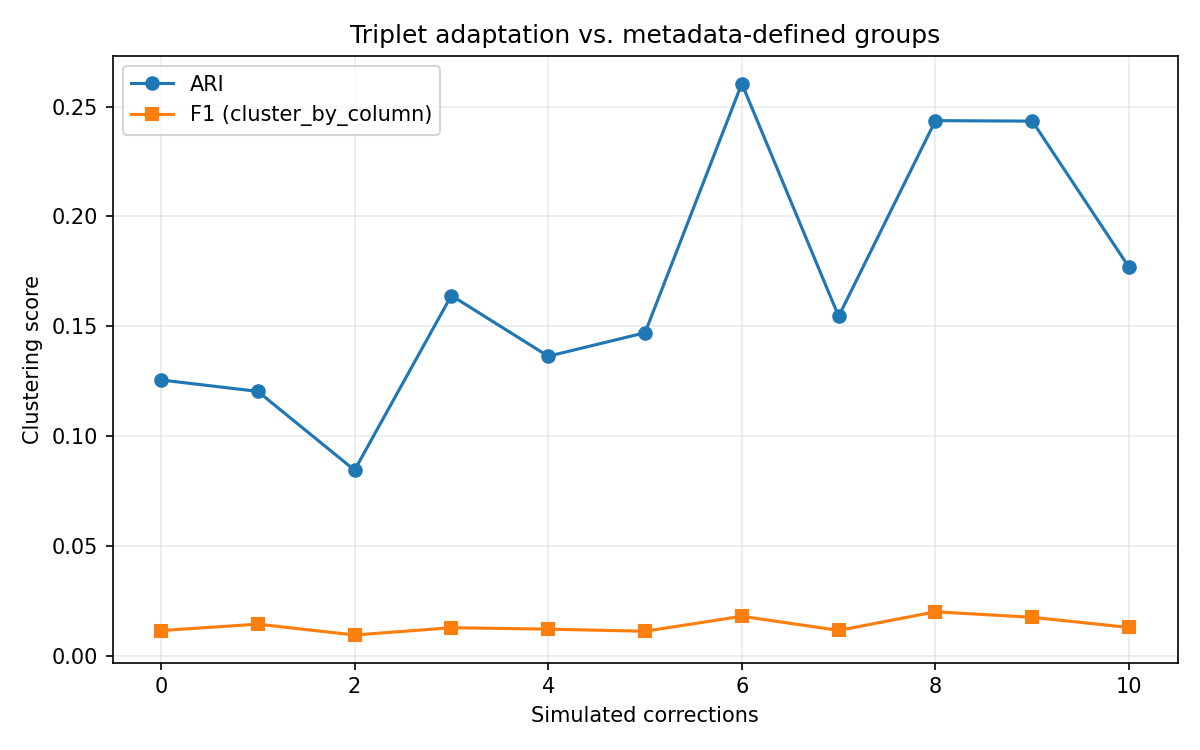 Triplet adaptation vs. metadata-defined groups
ARI
F1 (cluster_by_column)
Clustering score
0.25
0.20
0.15
0.10
0.05
0.00
0 2 4 6 8 10
Simulated corrections